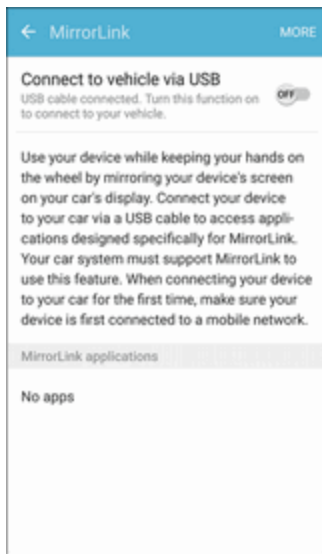 MirrorLink MORE
Connect to vehicle via USB
OFF
USB cable connected. Turn this function on
to connect to your vehicle.
Use your device while keeping your hands on
the wheel by mirroring your device's screen
on your car's display. Connect your device
to your car via a USB cable to access appli-
cations designed specifically for MirrorLink.
Your car system must support MirrorLink to
use this feature. When connecting your device
to your car for the first time, make sure your
device is first connected to a mobile network.
MirrorLink applications
No apps